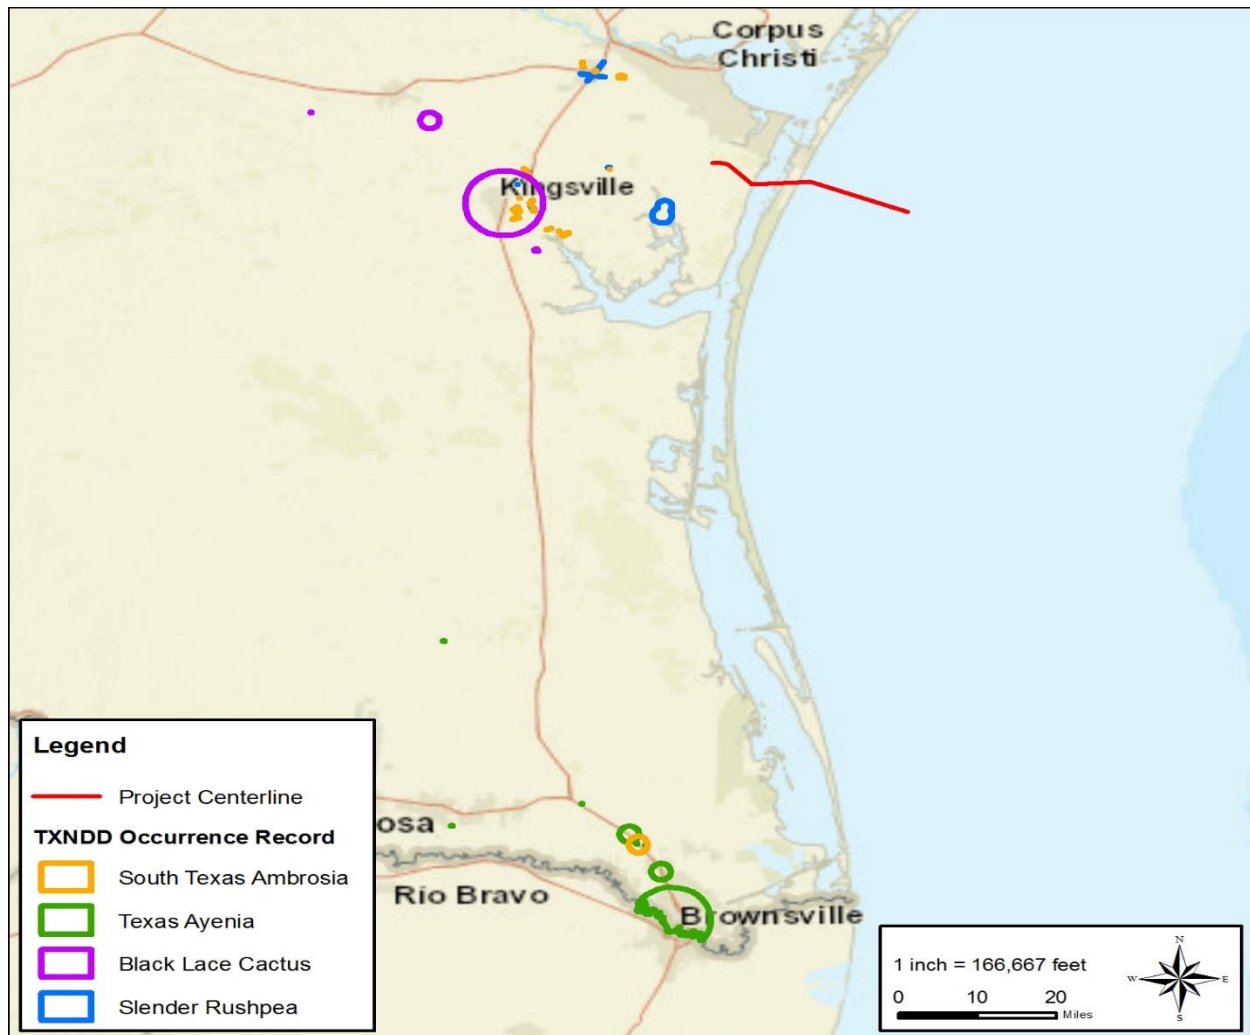 Corpus
Christi
Kingsville
Legend
Project Centerline
TXNDD Occurrence Record
South Texas Ambrosia
Texas Ayenia
Black Lace Cactus
Slender Rushpea
osa
Río Bravo
Brownsville
1 inch = 166,667 feet
0 10 20
Miles
N
W E
S